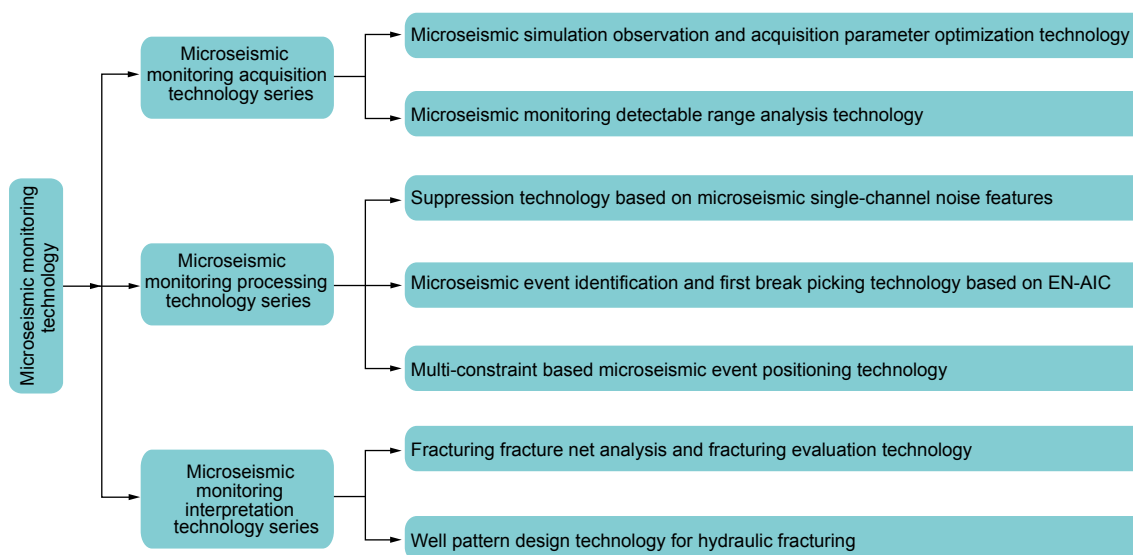 Microseismic monitoring
technology
Microseismic
monitoring acquisition
technology series
Microseismic simulation observation and acquisition parameter optimization technology
Microseismic monitoring detectable range analysis technology
Microseismic
monitoring processing
technology series
Suppression technology based on microseismic single-channel noise features
Microseismic event identification and first break picking technology based on EN-AIC
Multi-constraint based microseismic event positioning technology
Microseismic
monitoring
interpretation
technology series
Fracturing fracture net analysis and fracturing evaluation technology
Well pattern design technology for hydraulic fracturing